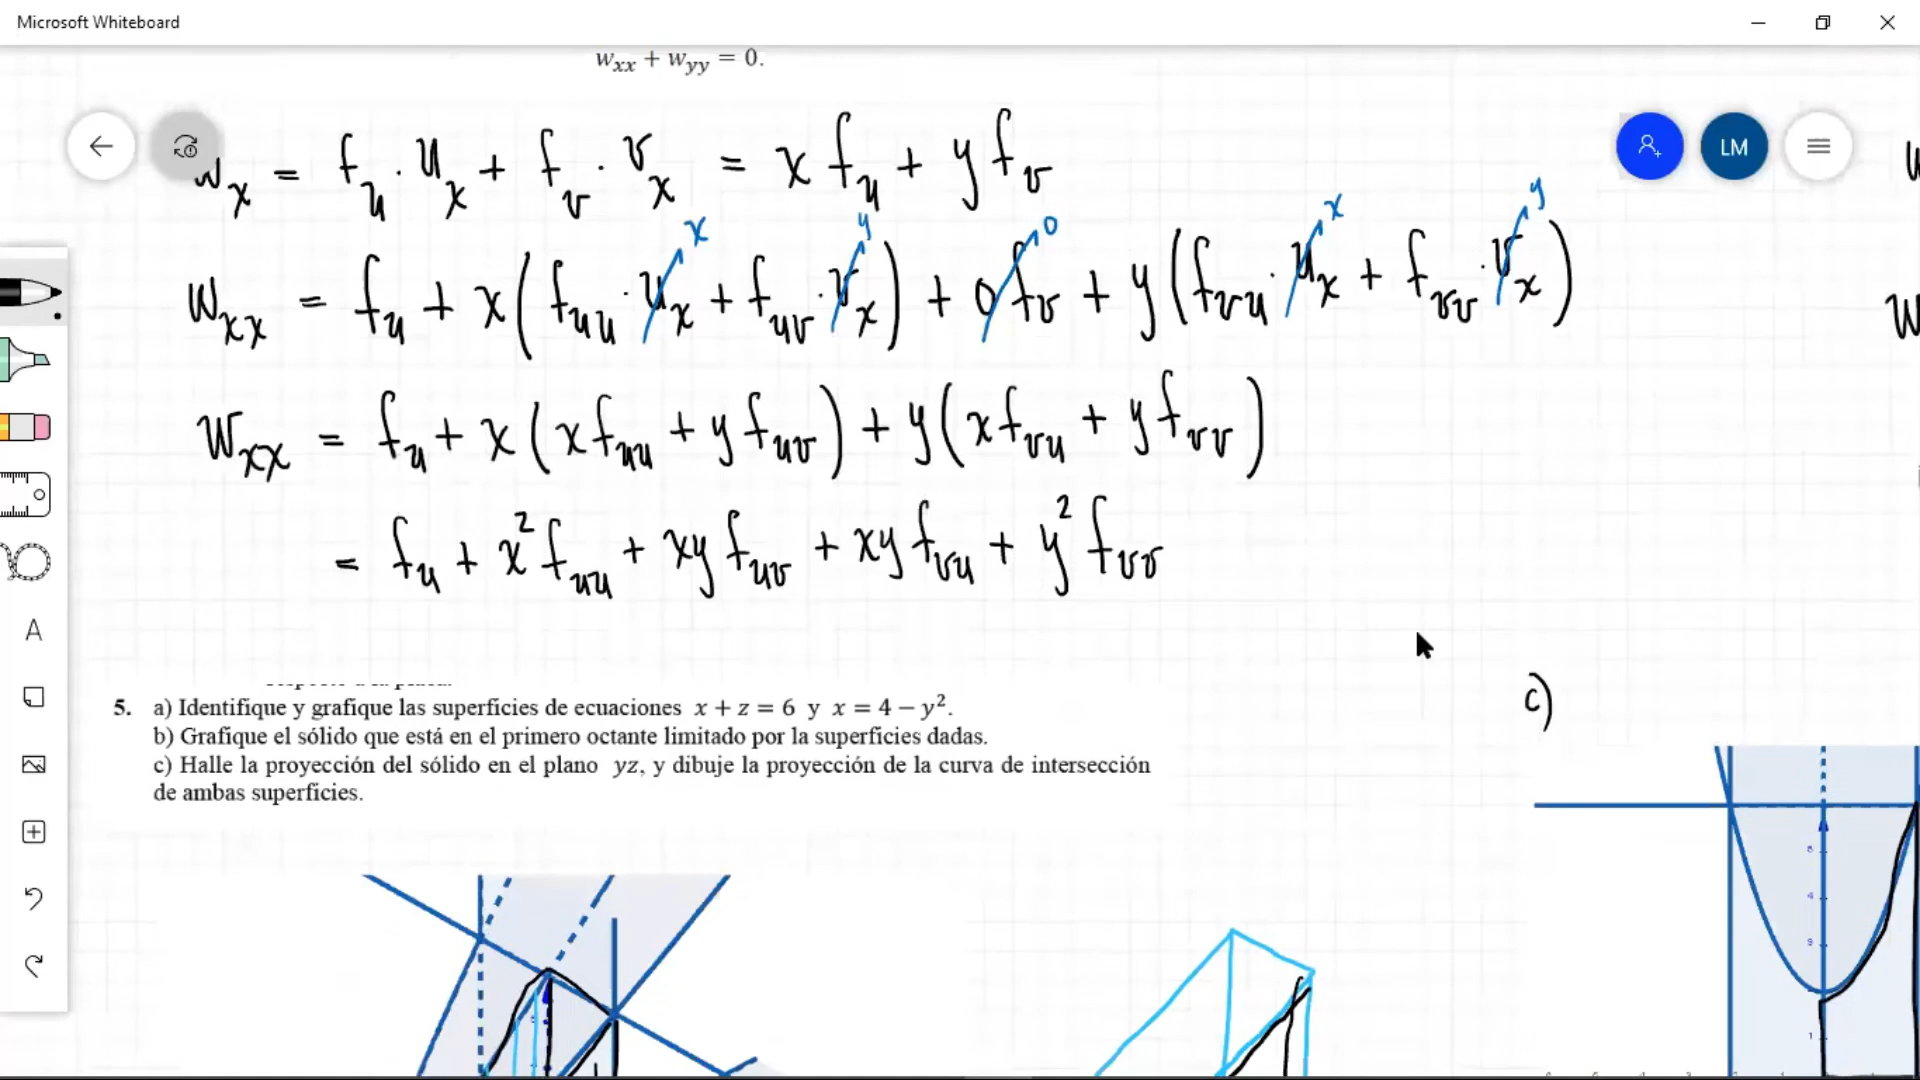 Microsoft Whiteboard
w_xx + w_yy = 0.
w_x = f_u · u_x + f_v · v_x = x f_u + y f_v
LM
x y 0 x y
w_xx = f_u + x(f_uu · u_x + f_uv · v_x) + 0 f_v + y(f_vu · u_x + f_vv · v_x)
w_xx = f_u + x(x f_uu + y f_uv) + y(x f_vu + y f_vv)
= f_u + x² f_uu + xy f_uv + xy f_vu + y² f_vv
A
5. a) Identifique y grafique las superficies de ecuaciones x + z = 6 y x = 4 − y².
b) Grafique el sólido que está en el primero octante limitado por la superficies dadas.
c) Halle la proyección del sólido en el plano yz, y dibuje la proyección de la curva de intersección
de ambas superficies.
c)
4
1